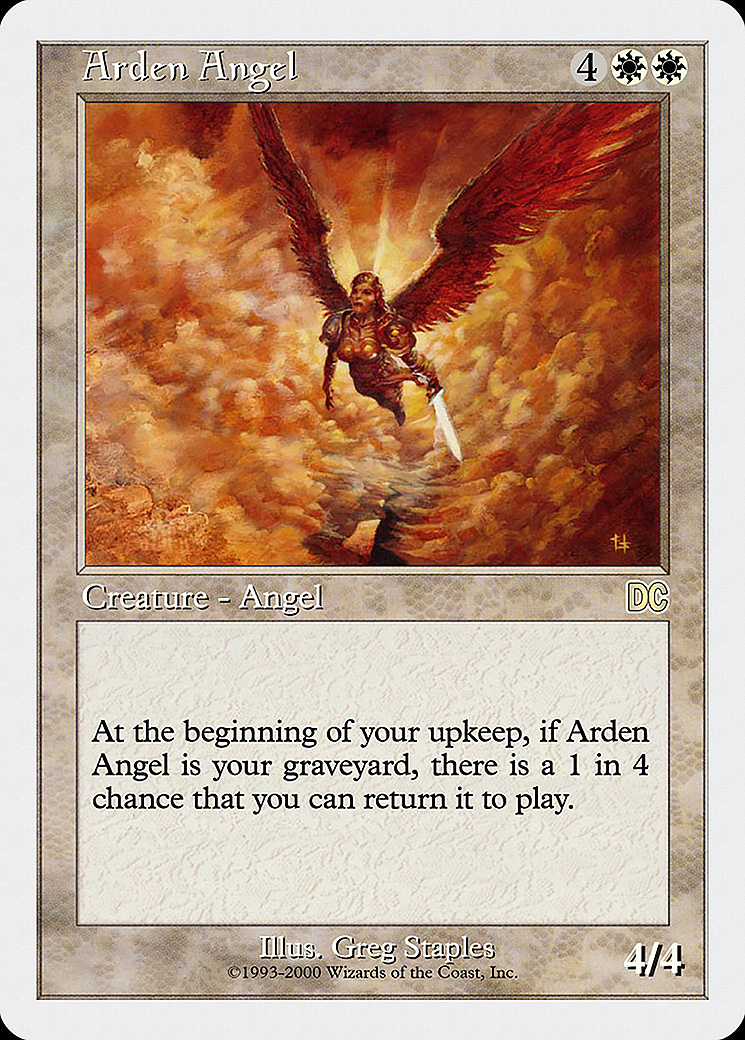 Arden Angel 4
Creature - Angel DC
At the beginning of your upkeep, if Arden
Angel is your graveyard, there is a 1 in 4
chance that you can return it to play.
Illus. Greg Staples
©1993-2000 Wizards of the Coast, Inc.
4/4